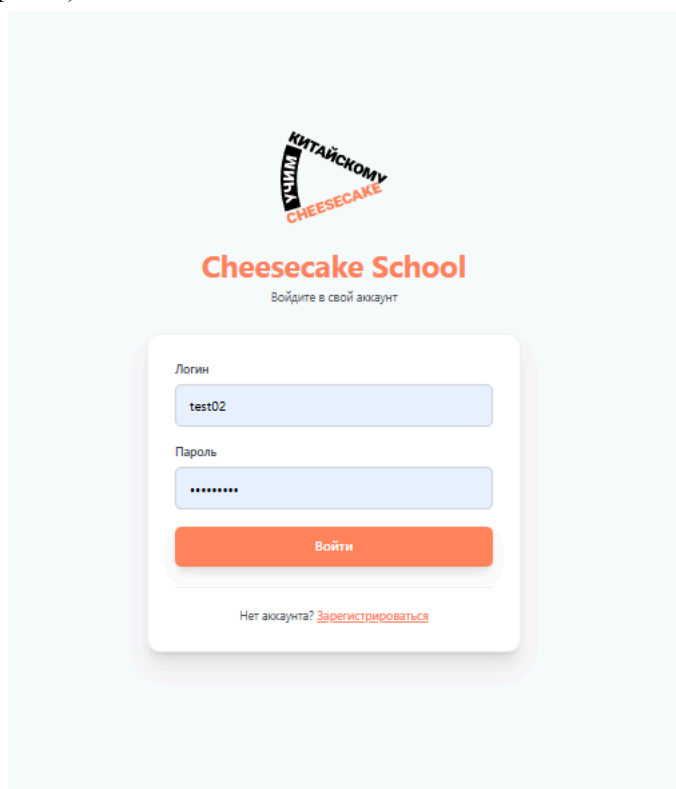 УЧИМ
КИТАЙСКОМУ
CHEESECAKE
Cheesecake School
Войдите в свой аккаунт
Логин
test02
Пароль
•••••••••
Войти
Нет аккаунта? Зарегистрироваться